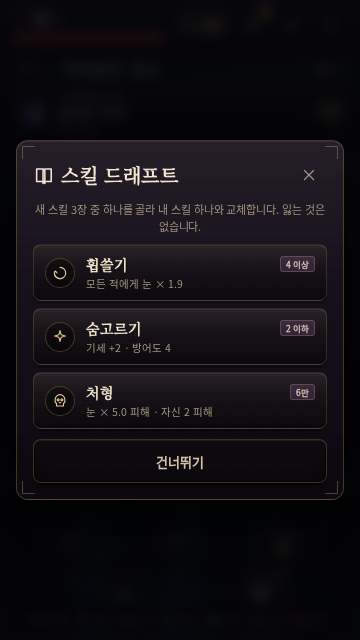 스킬 드래프트
새 스킬 3장 중 하나를 골라 내 스킬 하나와 교체합니다. 잃는 것은
없습니다.
휩쓸기
4 이상
모든 적에게 눈 × 1.9
숨고르기
2 이하
기세 +2 · 방어도 4
처형
6만
눈 × 5.0 피해 · 자신 2 피해
건너뛰기